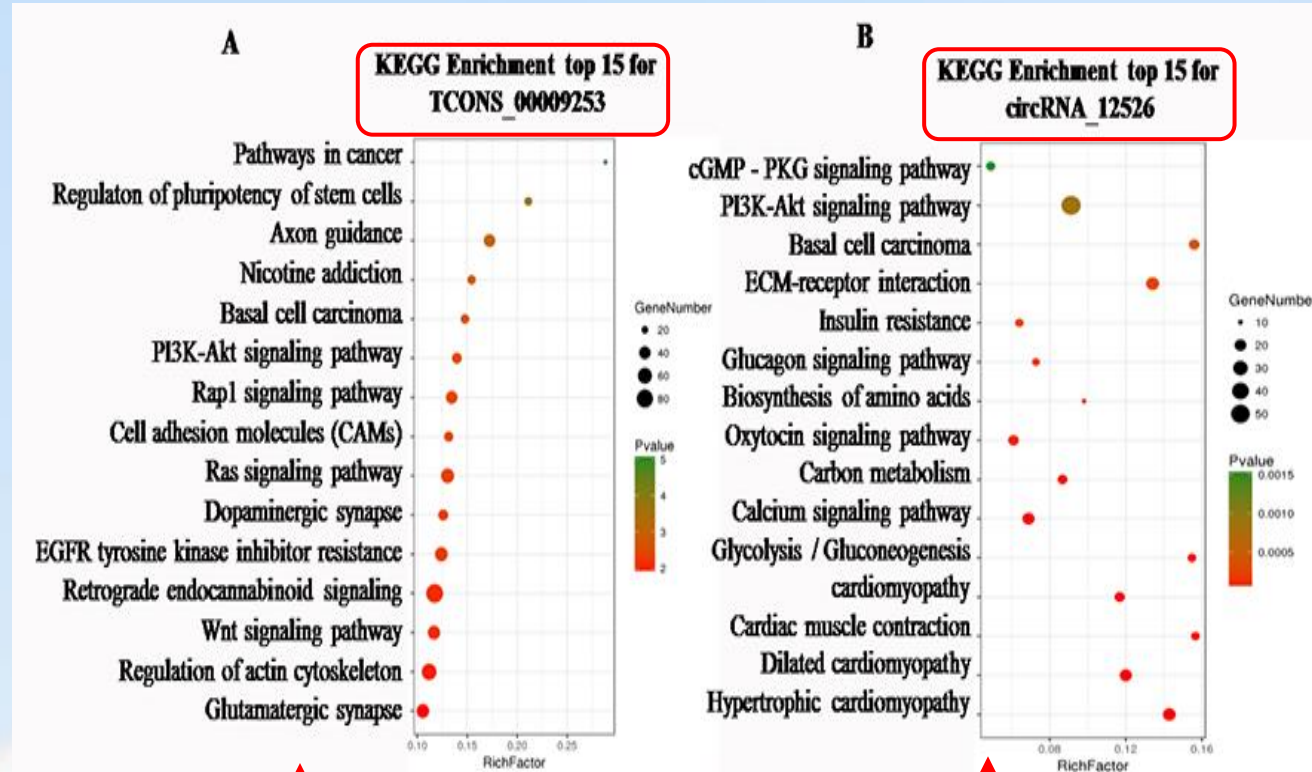 A
KEGG Enrichment top 15 for
TCONS_00009253
Pathways in cancer
Regulaton of pluripotency of stem cells
Axon guidance
Nicotine addiction
Basal cell carcinoma
PI3K-Akt signaling pathway
Rap1 signaling pathway
Cell adhesion molecules (CAMs)
Ras signaling pathway
Dopaminergic synapse
EGFR tyrosine kinase inhibitor resistance
Retrograde endocannabinoid signaling
Wnt signaling pathway
Regulation of actin cytoskeleton
Glutamatergic synapse
0.10 0.15 0.20 0.25
RichFactor
GeneNumber
20
40
60
80
Pvalue
5
4
3
2
B
KEGG Enrichment top 15 for
circRNA_12526
cGMP - PKG signaling pathway
PI3K-Akt signaling pathway
Basal cell carcinoma
ECM-receptor interaction
Insulin resistance
Glucagon signaling pathway
Biosynthesis of amino acids
Oxytocin signaling pathway
Carbon metabolism
Calcium signaling pathway
Glycolysis / Gluconeogenesis
cardiomyopathy
Cardiac muscle contraction
Dilated cardiomyopathy
Hypertrophic cardiomyopathy
0.08 0.12 0.16
RichFactor
GeneNumbe
10
20
30
40
50
Pvalue
0.0015
0.0010
0.0005